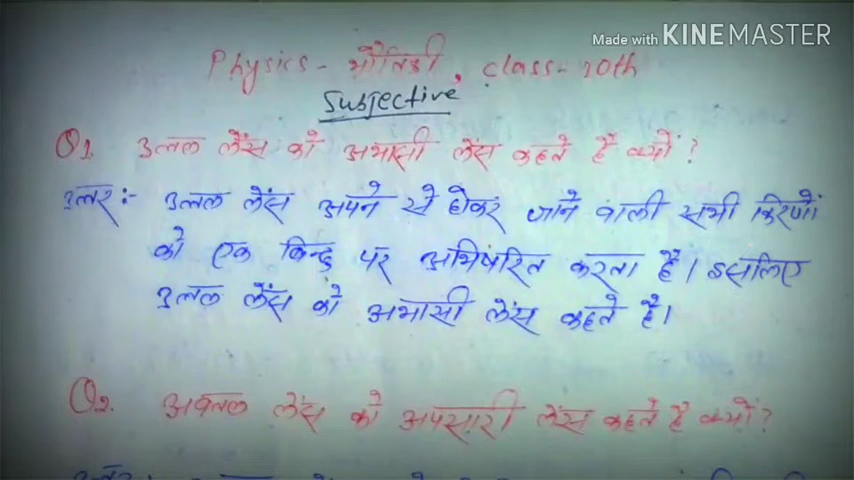 Made with KINEMASTER
Physics - भौतिकी, class - 10th
Subjective
Q1. उत्तल लेंस को अभासी लेंस कहते है क्यों?
उत्तर :- उत्तल लेंस अपने से होकर जाने वाली सभी किरणों
को एक बिन्दु पर अभिषरित करता है। इसलिए
उत्तल लेंस को अभासी लेंस कहते है।
Q2. अवतल लेंस को अपसारी लेंस कहते है क्यों?